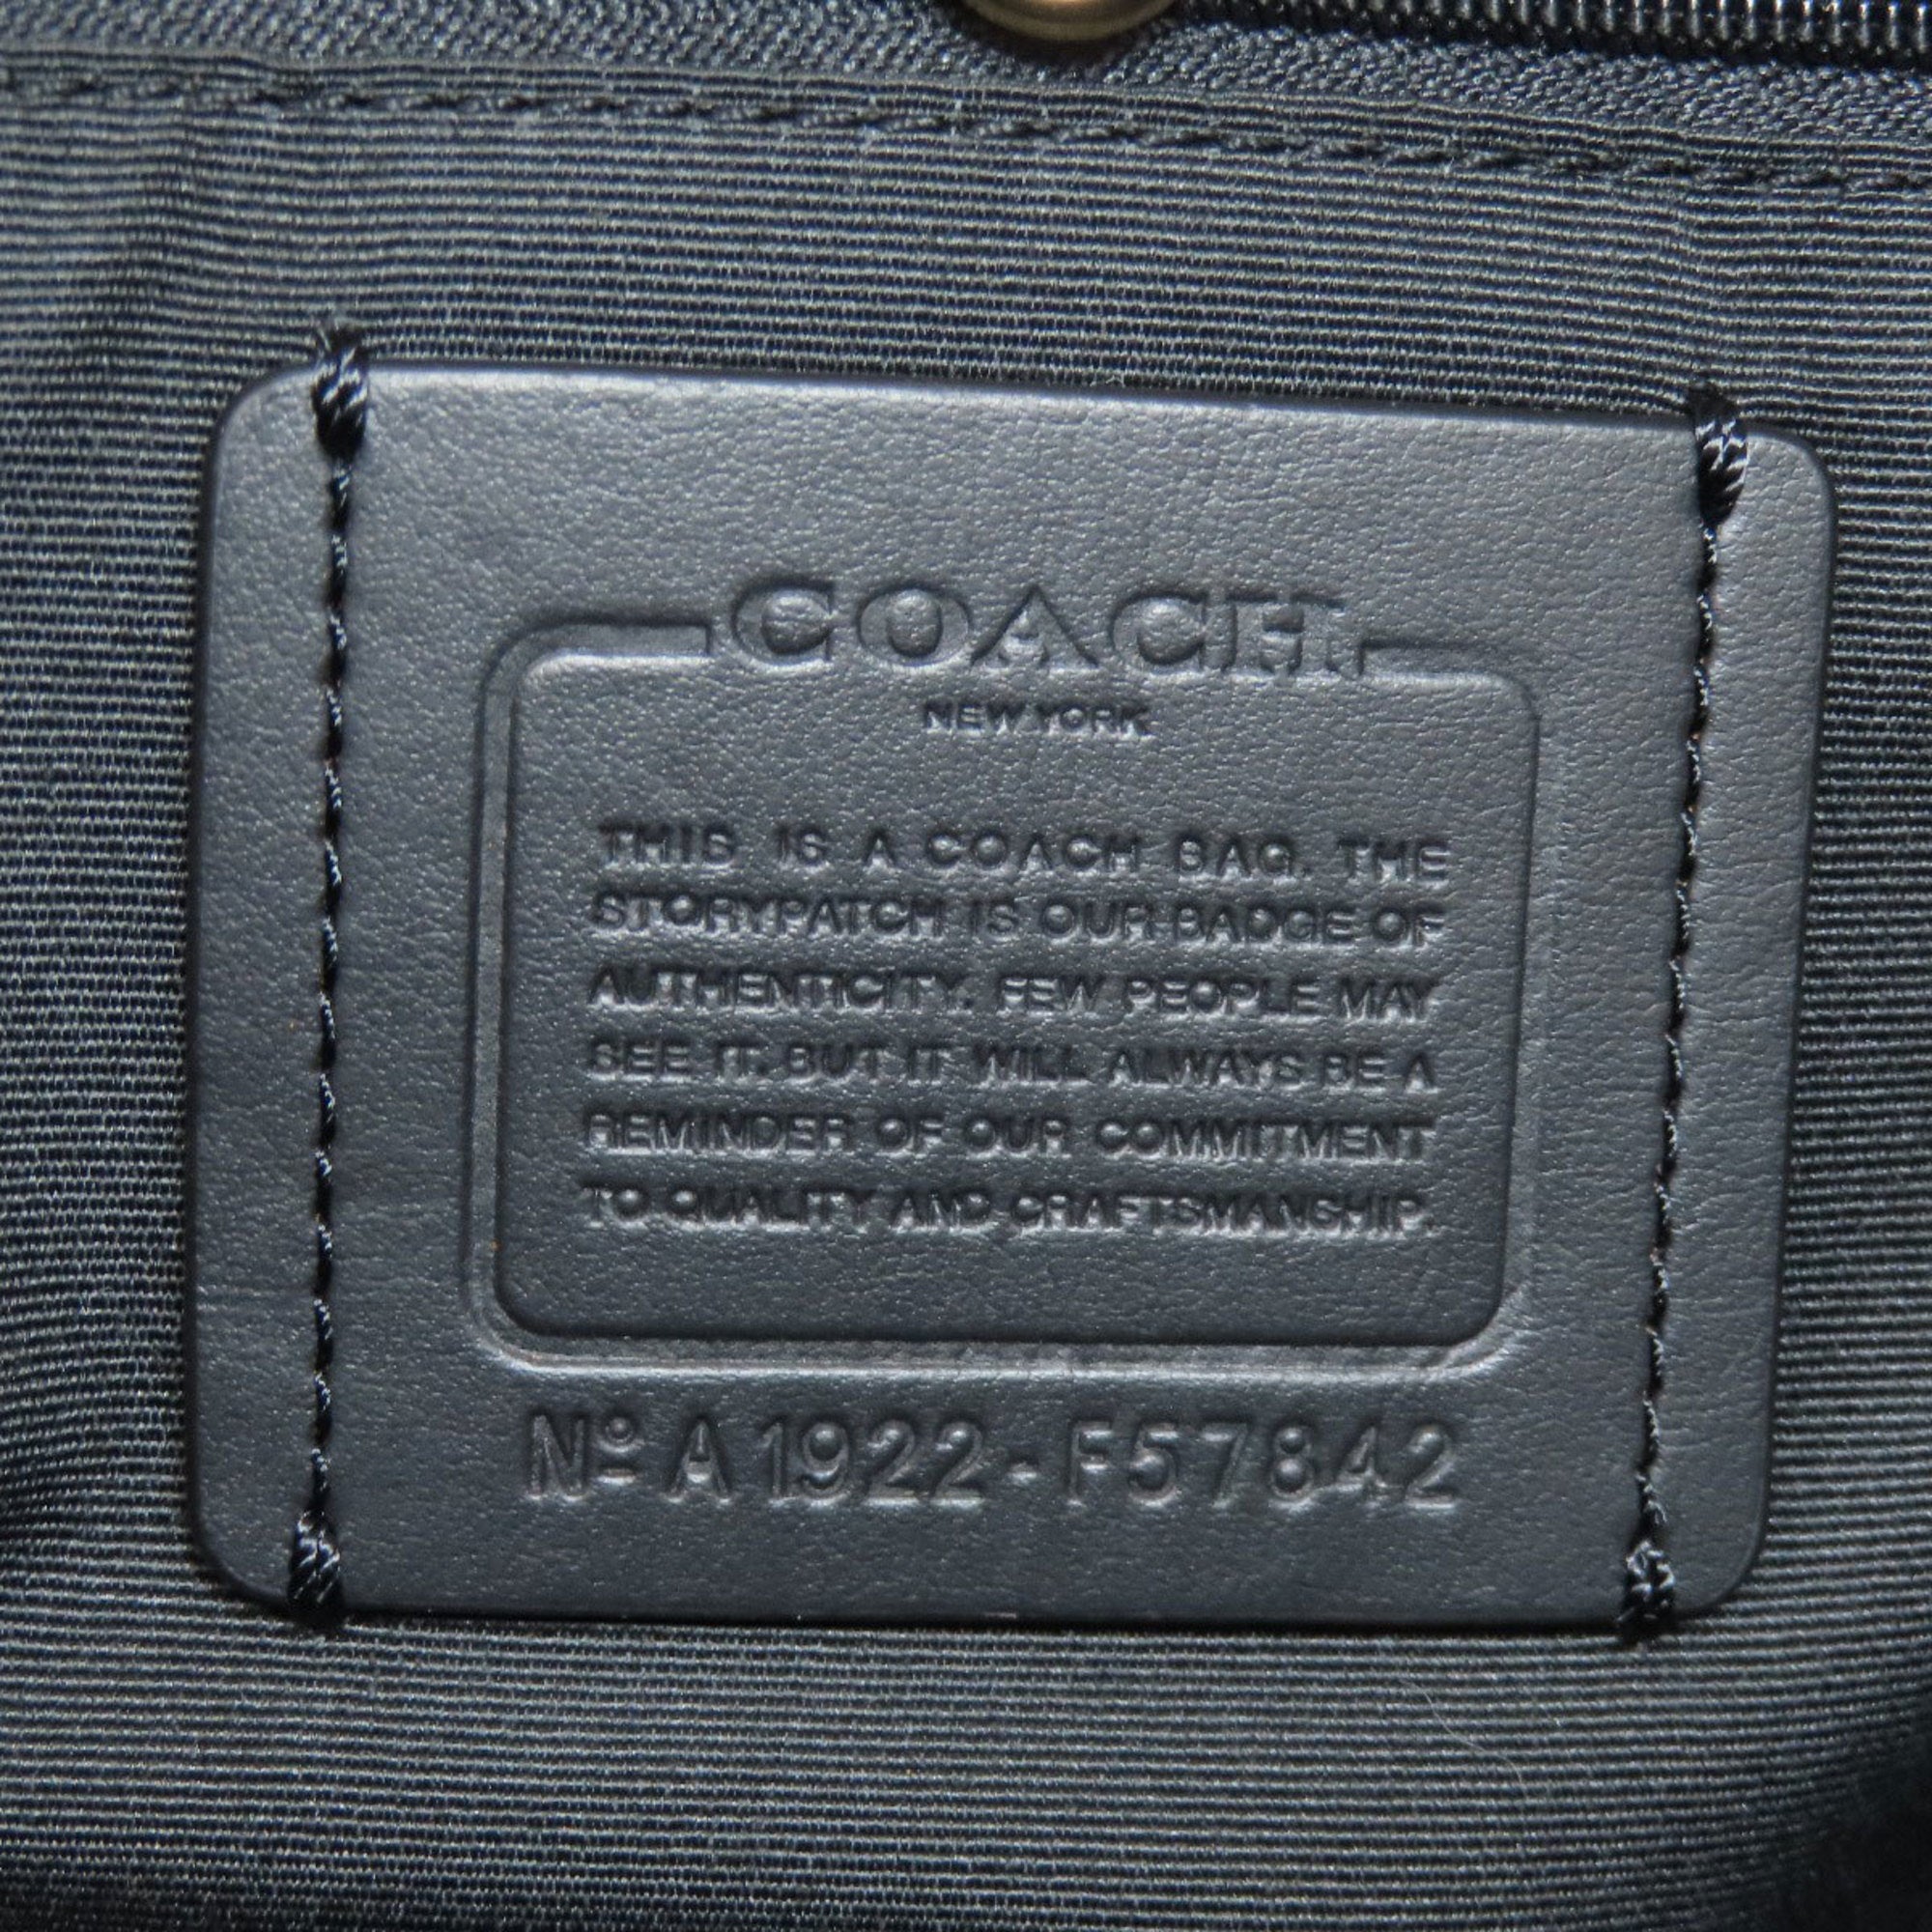 COACH
NEW YORK
THIS IS A COACH BAG. THE
STORYPATCH IS OUR BADGE OF
AUTHENTICITY. FEW PEOPLE MAY
SEE IT. BUT IT WILL ALWAYS BE A
REMINDER OF OUR COMMITMENT
TO QUALITY AND CRAFTSMANSHIP.
Nº A1922-F57842